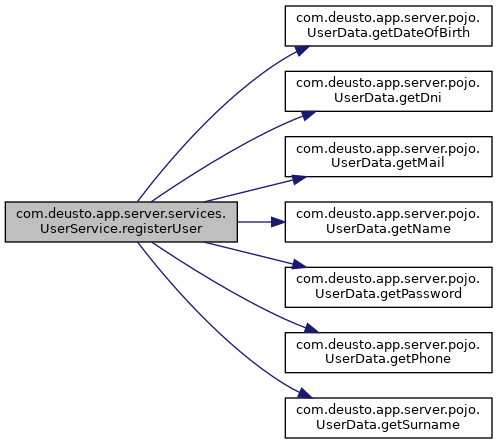 com.deusto.app.server.pojo.
UserData.getDateOfBirth
com.deusto.app.server.pojo.
UserData.getDni
com.deusto.app.server.pojo.
UserData.getMail
com.deusto.app.server.services.
UserService.registerUser
com.deusto.app.server.pojo.
UserData.getName
com.deusto.app.server.pojo.
UserData.getPassword
com.deusto.app.server.pojo.
UserData.getPhone
com.deusto.app.server.pojo.
UserData.getSurname